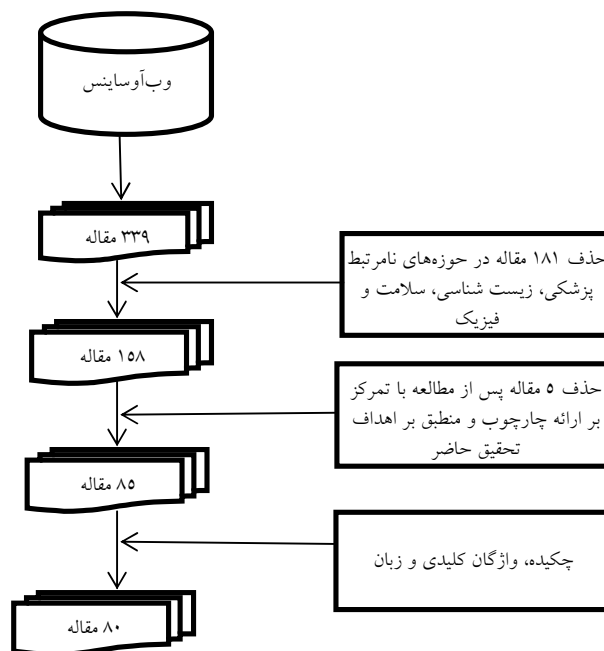 وب‌آوساینس
۳۳۹ مقاله
حذف ۱۸۱ مقاله در حوزه‌های نامرتبط
پزشکی، زیست شناسی، سلامت و
فیزیک
۱۵۸ مقاله
حذف ۵ مقاله پس از مطالعه با تمرکز
بر ارائه چارچوب و منطبق بر اهداف
تحقیق حاضر
۸۵ مقاله
چکیده، واژگان کلیدی و زبان
۸۰ مقاله